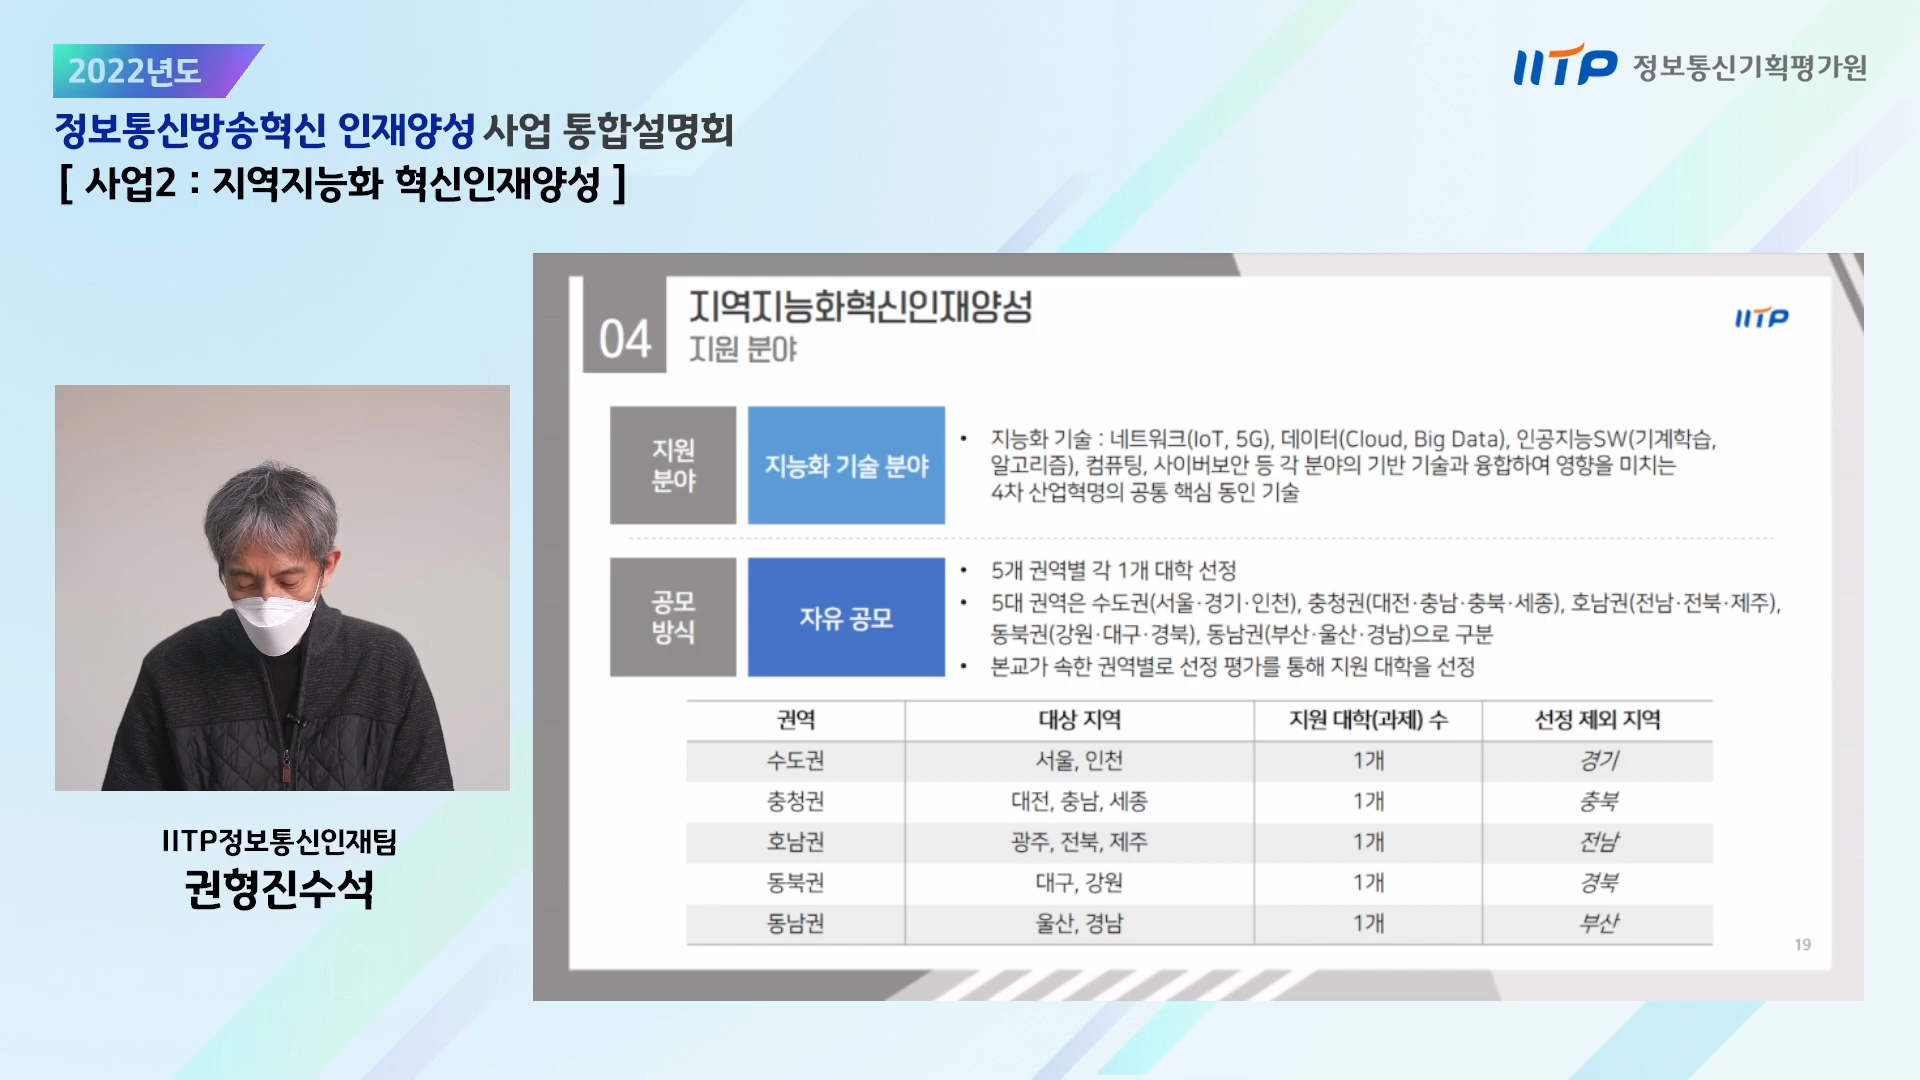 2022년도
정보통신방송혁신 인재양성 사업 통합설명회
[ 사업2 : 지역지능화 혁신인재양성 ]
IITP 정보통신기획평가원
04
지역지능화혁신인재양성
지원 분야
IITP
지원
분야
지능화 기술 분야
• 지능화 기술 : 네트워크(IoT, 5G), 데이터(Cloud, Big Data), 인공지능SW(기계학습,
알고리즘), 컴퓨팅, 사이버보안 등 각 분야의 기반 기술과 융합하여 영향을 미치는
4차 산업혁명의 공통 핵심 동인 기술
공모
방식
자유 공모
• 5개 권역별 각 1개 대학 선정
• 5대 권역은 수도권(서울·경기·인천), 충청권(대전·충남·충북·세종), 호남권(전남·전북·제주),
동북권(강원·대구·경북), 동남권(부산·울산·경남)으로 구분
• 본교가 속한 권역별로 선정 평가를 통해 지원 대학을 선정
권역 대상 지역 지원 대학(과제) 수 선정 제외 지역
수도권 서울, 인천 1개 경기
충청권 대전, 충남, 세종 1개 충북
호남권 광주, 전북, 제주 1개 전남
동북권 대구, 강원 1개 경북
동남권 울산, 경남 1개 부산
19
IITP정보통신인재팀
권형진수석